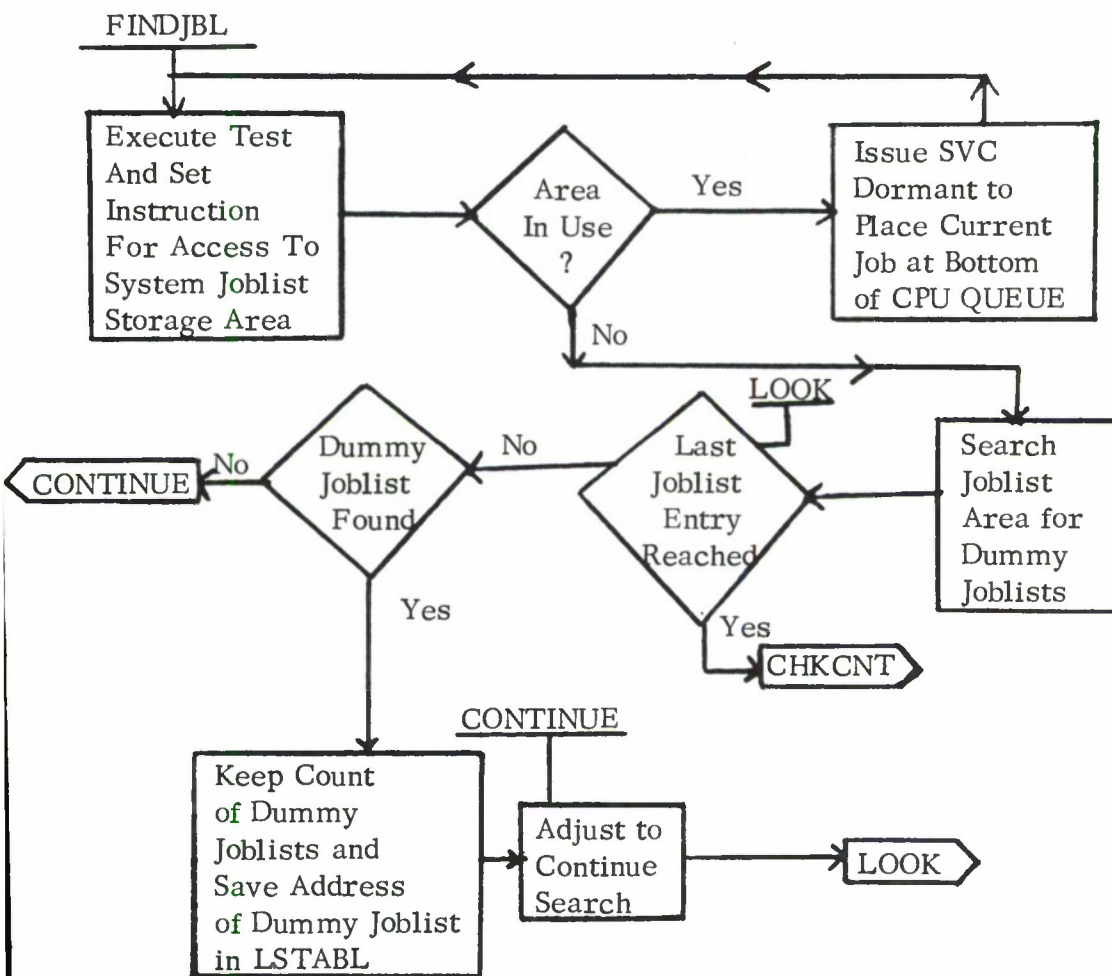 FINDJBL
Execute Test
And Set
Instruction
For Access To
System Joblist
Storage Area
Area
In Use
?
Yes
Issue SVC
Dormant to
Place Current
Job at Bottom
of CPU QUEUE
No
LOOK
Search
Joblist
Area for
Dummy
Joblists
Last
Joblist
Entry
Reached
No
Yes
CHKCNT
Dummy
Joblist
Found
No
CONTINUE
Yes
Keep Count
of Dummy
Joblists and
Save Address
of Dummy Joblist
in LSTABL
CONTINUE
Adjust to
Continue
Search
LOOK